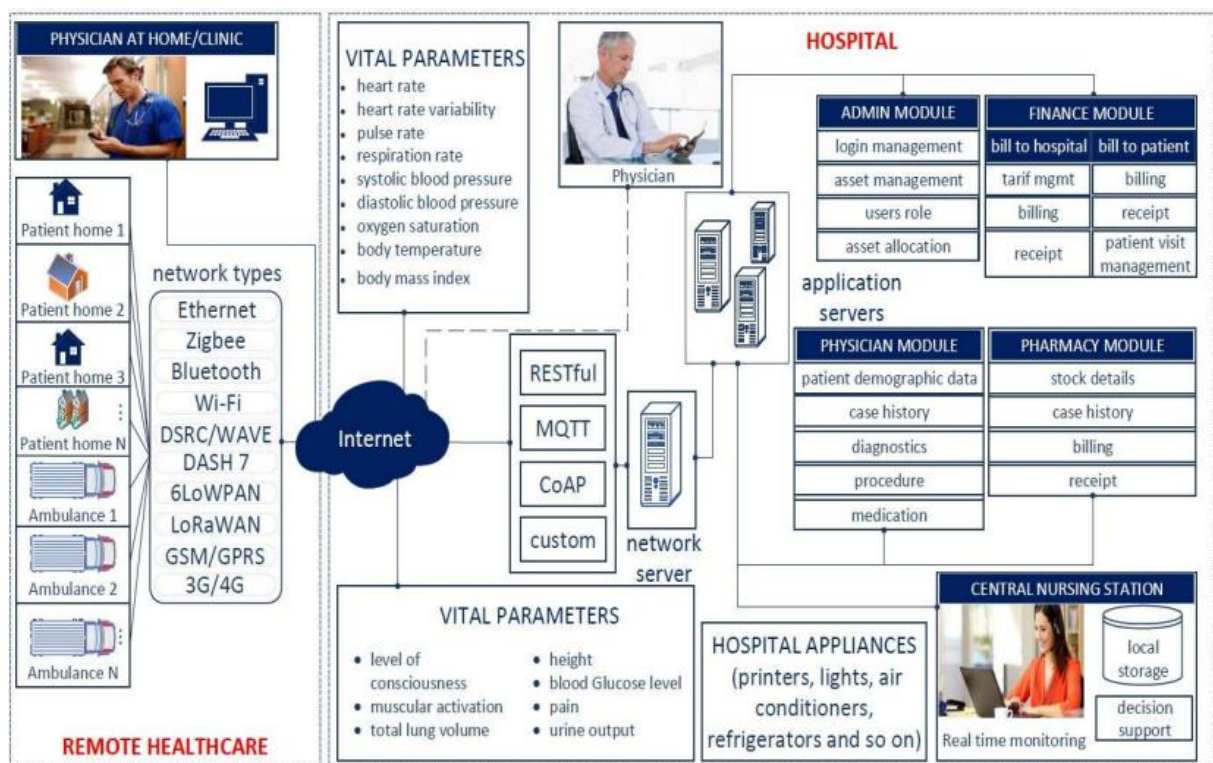 PHYSICIAN AT HOME/CLINIC
Patient home 1
Patient home 2
Patient home 3
Patient home N
Ambulance 1
Ambulance 2
Ambulance N
REMOTE HEALTHCARE
network types
Ethernet
Zigbee
Bluetooth
Wi-Fi
DSRC/WAVE
DASH 7
6LoWPAN
LoRaWAN
GSM/GPRS
3G/4G
Internet
VITAL PARAMETERS
• heart rate
• heart rate variability
• pulse rate
• respiration rate
• systolic blood pressure
• diastolic blood pressure
• oxygen saturation
• body temperature
• body mass index
Physician
HOSPITAL
RESTful
MQTT
CoAP
custom
network
server
application
servers
ADMIN MODULE
login management
asset management
users role
asset allocation
FINANCE MODULE
bill to hospital bill to patient
tarif mgmt billing
billing receipt
receipt patient visit
management
PHYSICIAN MODULE
patient demographic data
case history
diagnostics
procedure
medication
PHARMACY MODULE
stock details
case history
billing
receipt
VITAL PARAMETERS
• level of
consciousness
• muscular activation
• total lung volume
• height
• blood Glucose level
• pain
• urine output
HOSPITAL APPLIANCES
(printers, lights, air
conditioners,
refrigerators and so on)
CENTRAL NURSING STATION
Real time monitoring
local
storage
decision
support